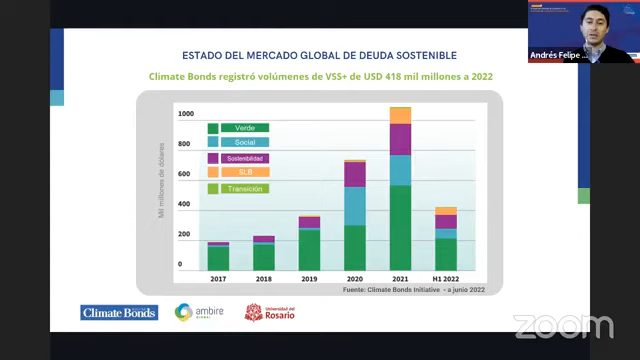 ESTADO DEL MERCADO GLOBAL DE DEUDA SOSTENIBLE
Climate Bonds registró volúmenes de VSS+ de USD 418 mil millones a 2022
Mil millones de dólares
1000
800
600
400
200
0
Verde
Social
Sostenibilidad
SLB
Transición
2017
2018
2019
2020
2021
H1 2022
Fuente: Climate Bonds Initiative - a junio 2022
Climate Bonds
ambire
GLOBAL
Universidad del
Rosario
Andrés Felipe ...
zoom